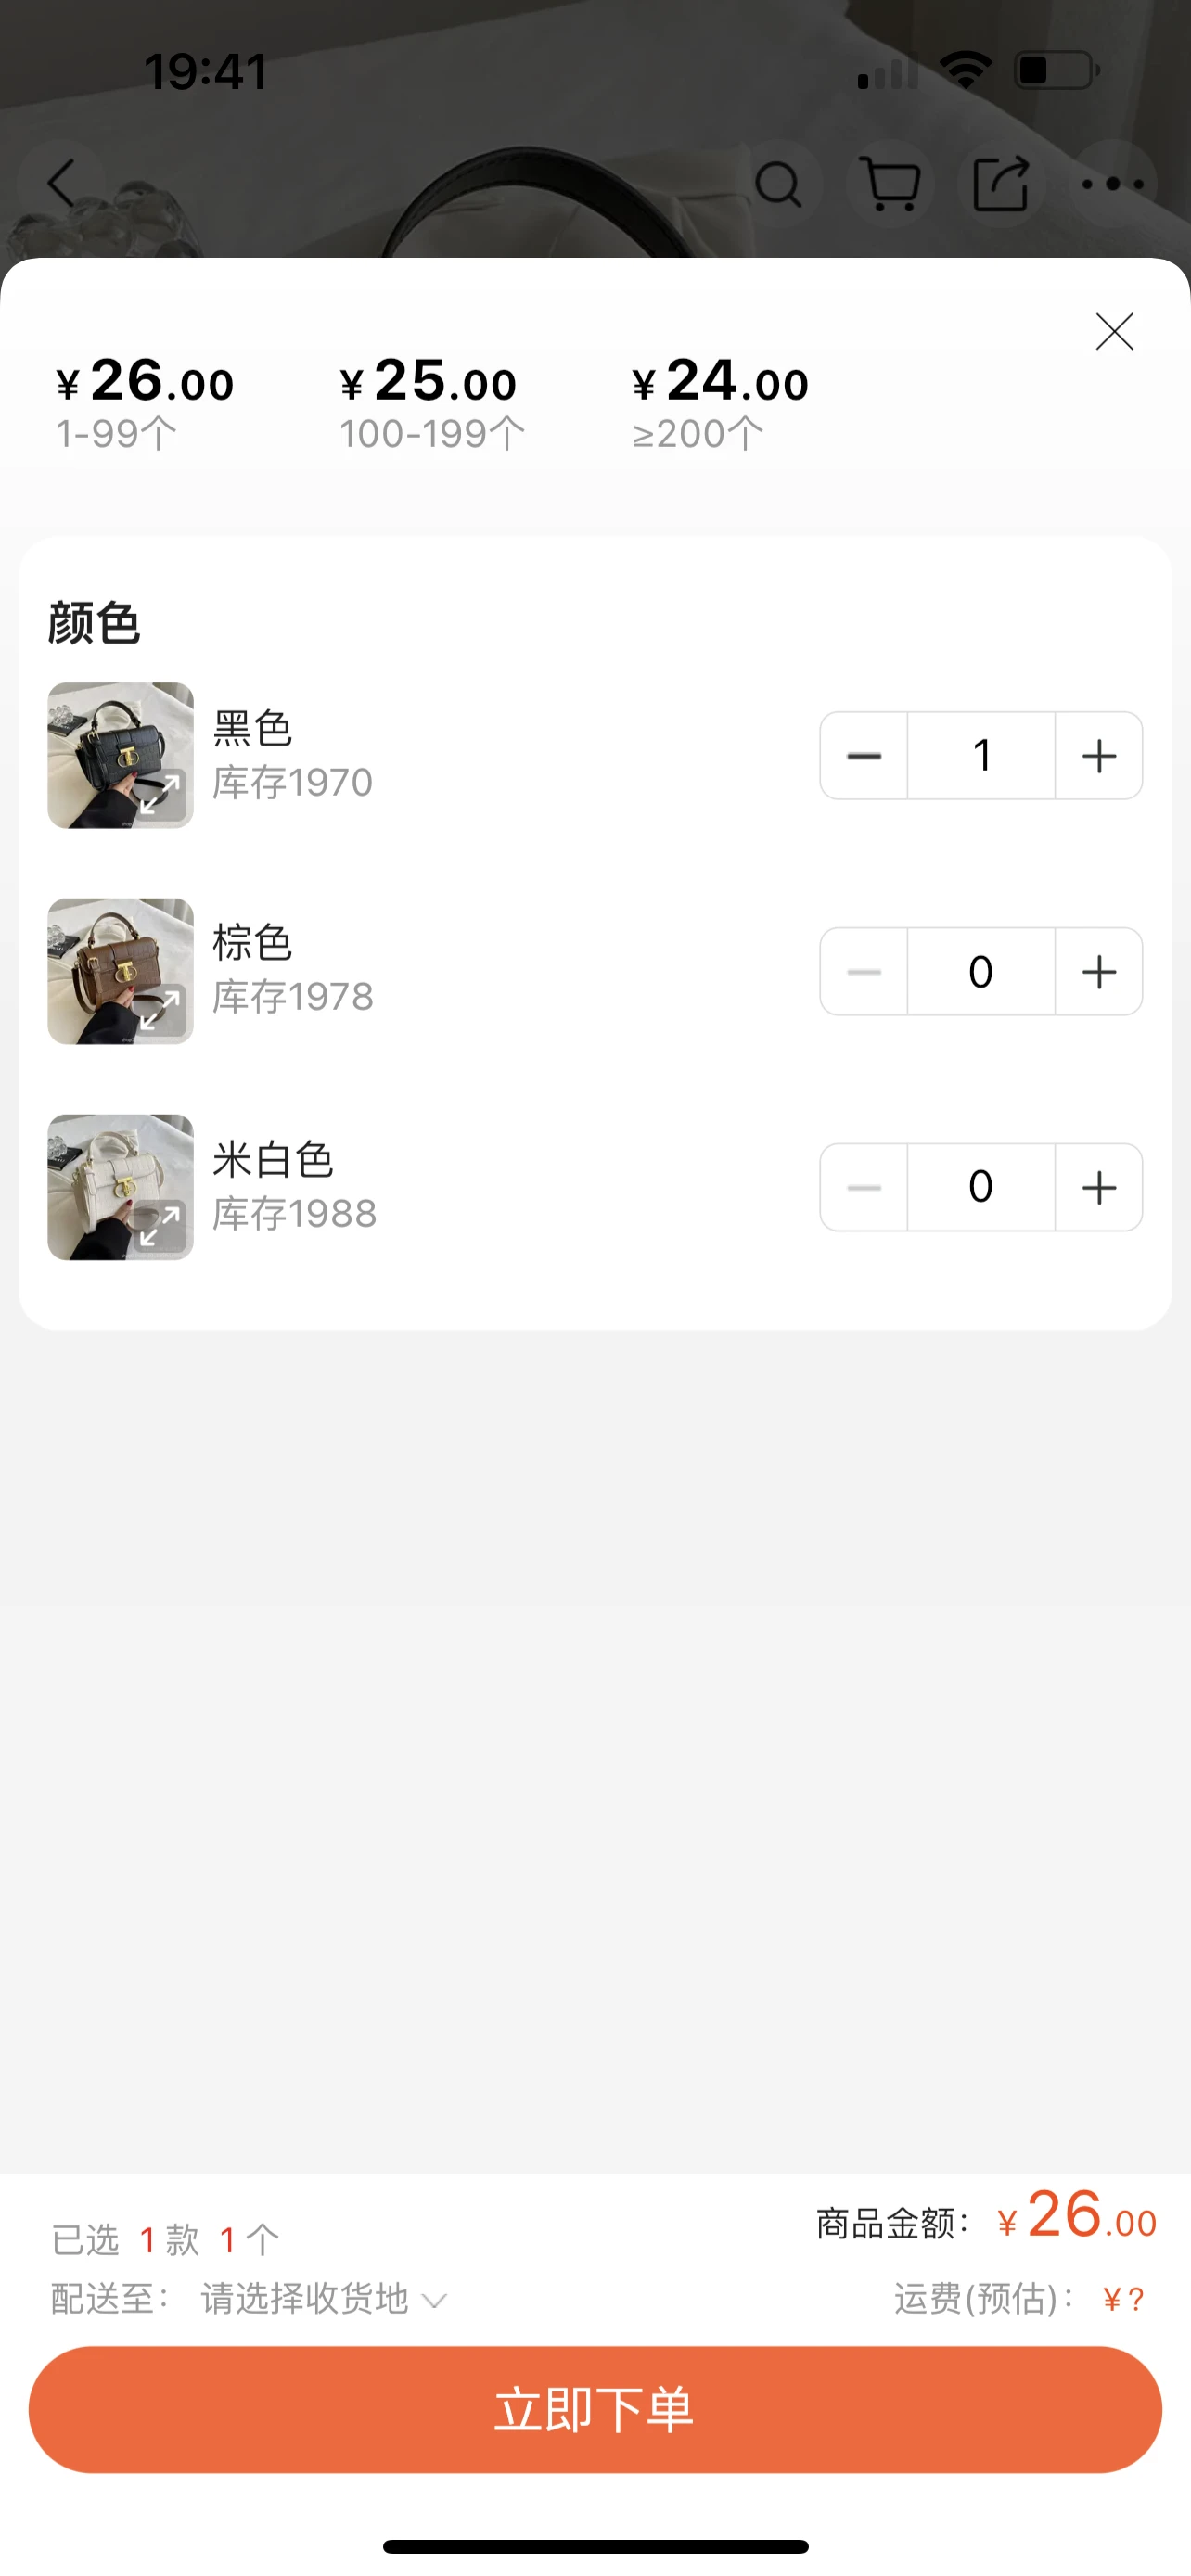 19:41
¥26.00 ¥25.00 ¥24.00
1-99个 100-199个 ≥200个
颜色
黑色
库存1970
1
棕色
库存1978
0
米白色
库存1988
0
已选 1 款 1 个
商品金额： ¥26.00
配送至： 请选择收货地
运费(预估)： ¥?
立即下单